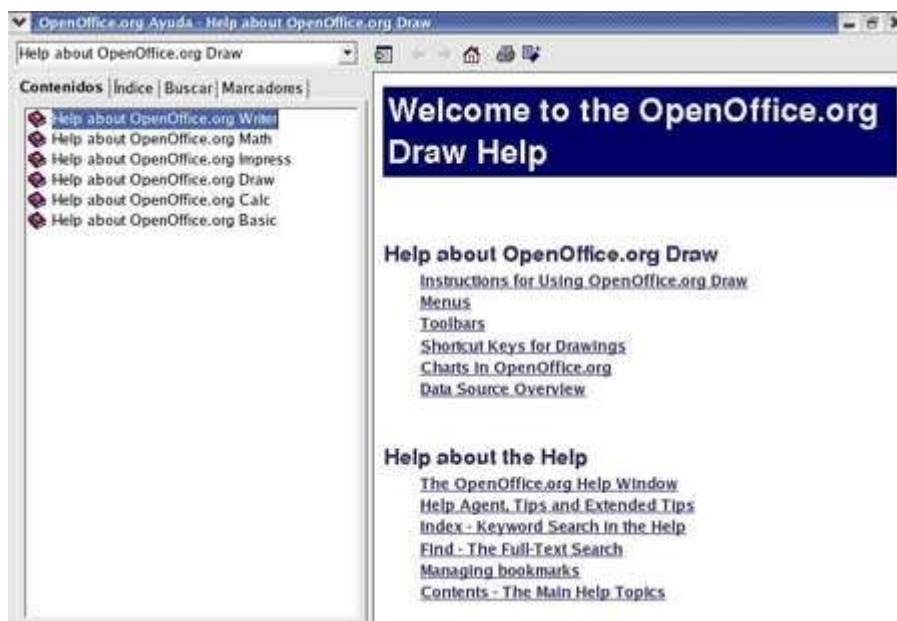 OpenOffice.org Ayuda - Help about OpenOffice.org Draw
Help about OpenOffice.org Draw
Contenidos Índice Buscar Marcadores
Help about OpenOffice.org Writer
Help about OpenOffice.org Math
Help about OpenOffice.org Impress
Help about OpenOffice.org Draw
Help about OpenOffice.org Calc
Help about OpenOffice.org Basic
Welcome to the OpenOffice.org
Draw Help
Help about OpenOffice.org Draw
Instructions for Using OpenOffice.org Draw
Menus
Toolbars
Shortcut Keys for Drawings
Charts in OpenOffice.org
Data Source Overview
Help about the Help
The OpenOffice.org Help Window
Help Agent, Tips and Extended Tips
Index - Keyword Search in the Help
Find - The Full-Text Search
Managing bookmarks
Contents - The Main Help Topics